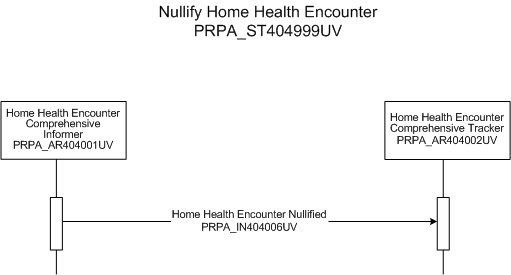 Nullify Home Health Encounter
PRPA_ST404999UV
Home Health Encounter
Comprehensive
Informer
PRPA_AR404001UV
Home Health Encounter
Comprehensive Tracker
PRPA_AR404002UV
Home Health Encounter Nullified
PRPA_IN404006UV